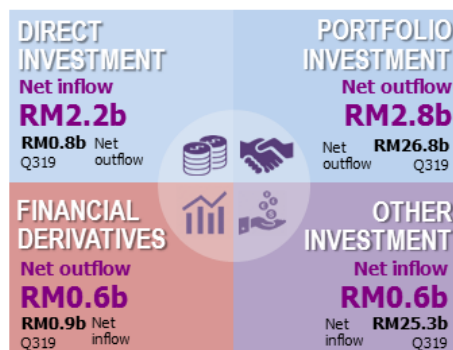 DIRECT
INVESTMENT
Net inflow
RM2.2b
RM0.8b Net
Q319 outflow
PORTFOLIO
INVESTMENT
Net outflow
RM2.8b
Net RM26.8b
outflow Q319
FINANCIAL
DERIVATIVES
Net outflow
RM0.6b
RM0.9b Net
Q319 inflow
OTHER
INVESTMENT
Net inflow
RM0.6b
Net RM25.3b
inflow Q319